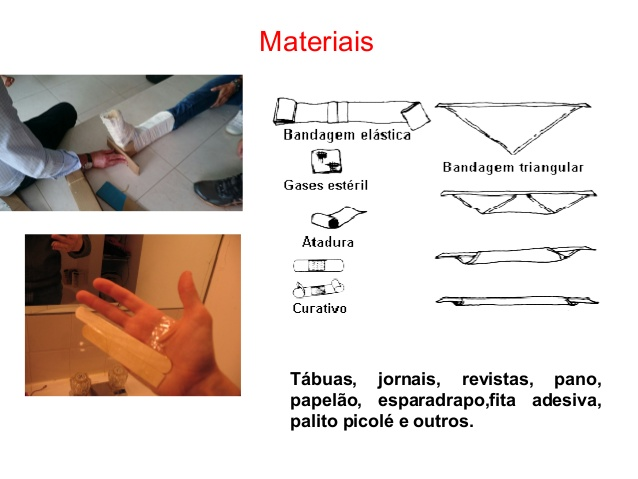 Materiais
Bandagem elástica
Gases estéril
Atadura
Curativo
Bandagem triangular
Tábuas, jornais, revistas, pano,
papelão, esparadrapo,fita adesiva,
palito picolé e outros.